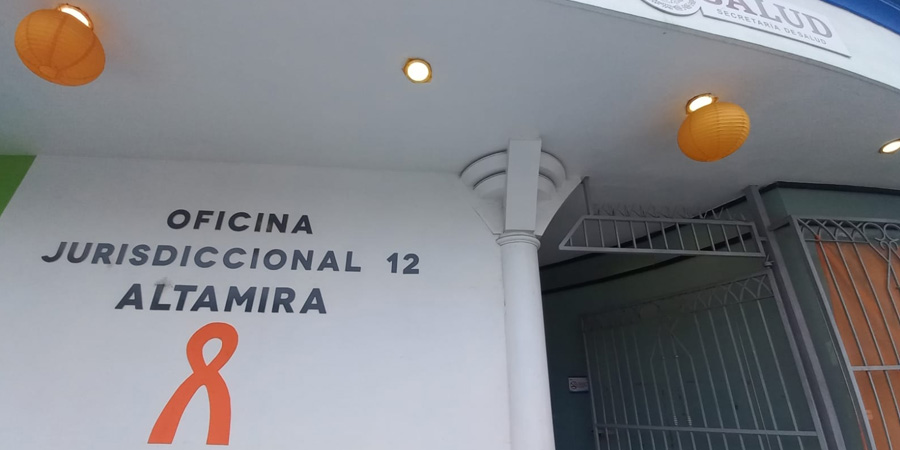 SALUD
SECRETARÍA DE SALUD
OFICINA
JURISDICCIONAL 12
ALTAMIRA